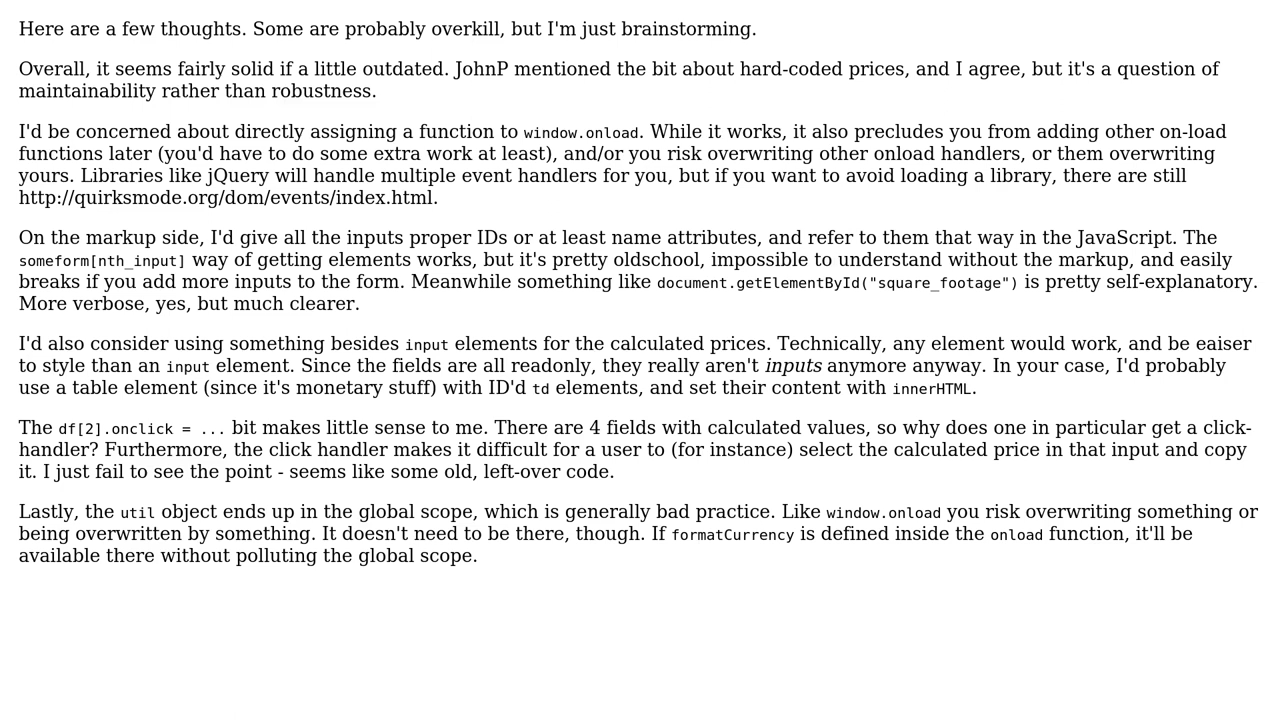 Here are a few thoughts. Some are probably overkill, but I'm just brainstorming.
Overall, it seems fairly solid if a little outdated. JohnP mentioned the bit about hard-coded prices, and I agree, but it's a question of
maintainability rather than robustness.
I'd be concerned about directly assigning a function to window.onload. While it works, it also precludes you from adding other on-load
functions later (you'd have to do some extra work at least), and/or you risk overwriting other onload handlers, or them overwriting
yours. Libraries like jQuery will handle multiple event handlers for you, but if you want to avoid loading a library, there are still
http://quirksmode.org/dom/events/index.html.
On the markup side, I'd give all the inputs proper IDs or at least name attributes, and refer to them that way in the JavaScript. The
someform[nth_input] way of getting elements works, but it's pretty oldschool, impossible to understand without the markup, and easily
breaks if you add more inputs to the form. Meanwhile something like document.getElementById("square_footage") is pretty self-explanatory.
More verbose, yes, but much clearer.
I'd also consider using something besides input elements for the calculated prices. Technically, any element would work, and be eaiser
to style than an input element. Since the fields are all readonly, they really aren't inputs anymore anyway. In your case, I'd probably
use a table element (since it's monetary stuff) with ID'd td elements, and set their content with innerHTML.
The df[2].onclick = ... bit makes little sense to me. There are 4 fields with calculated values, so why does one in particular get a click-
handler? Furthermore, the click handler makes it difficult for a user to (for instance) select the calculated price in that input and copy
it. I just fail to see the point - seems like some old, left-over code.
Lastly, the util object ends up in the global scope, which is generally bad practice. Like window.onload you risk overwriting something or
being overwritten by something. It doesn't need to be there, though. If formatCurrency is defined inside the onload function, it'll be
available there without polluting the global scope.